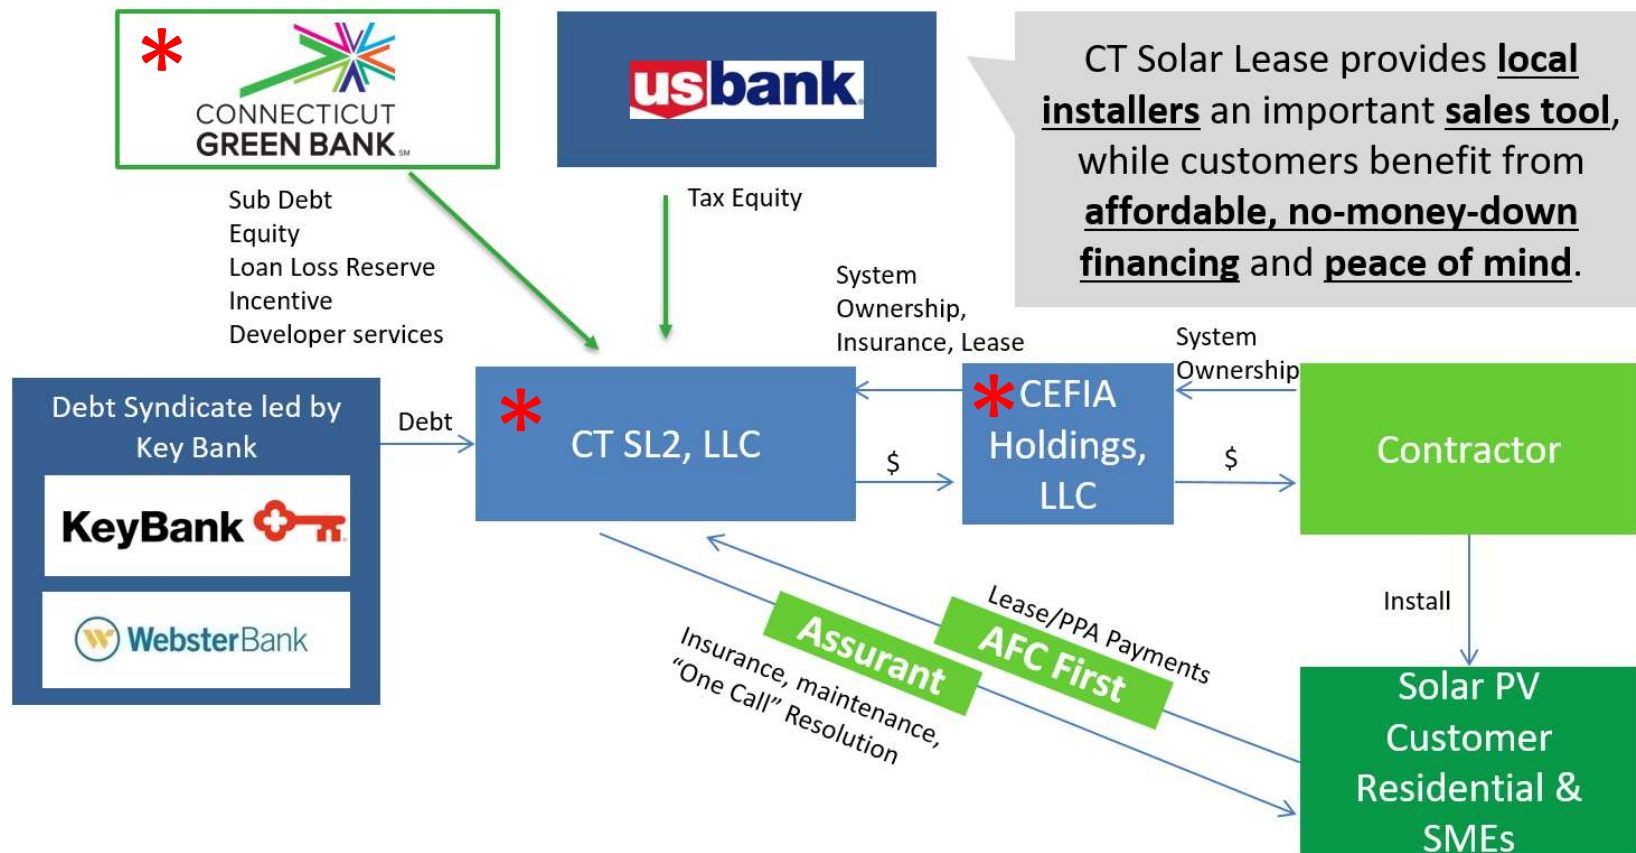 *
CONNECTICUT
GREEN BANK SM
usbank
CT Solar Lease provides local
installers an important sales tool,
while customers benefit from
affordable, no-money-down
financing and peace of mind.
Sub Debt
Equity
Loan Loss Reserve
Incentive
Developer services
Tax Equity
System
Ownership,
Insurance, Lease
System
Ownership
Debt Syndicate led by
Key Bank
KeyBank
WebsterBank
Debt
*
CT SL2, LLC
$
*
CEFIA
Holdings,
LLC
$
Contractor
Install
Lease/PPA Payments
AFC First
Assurant
Insurance, maintenance,
“One Call” Resolution
Solar PV
Customer
Residential &
SMEs